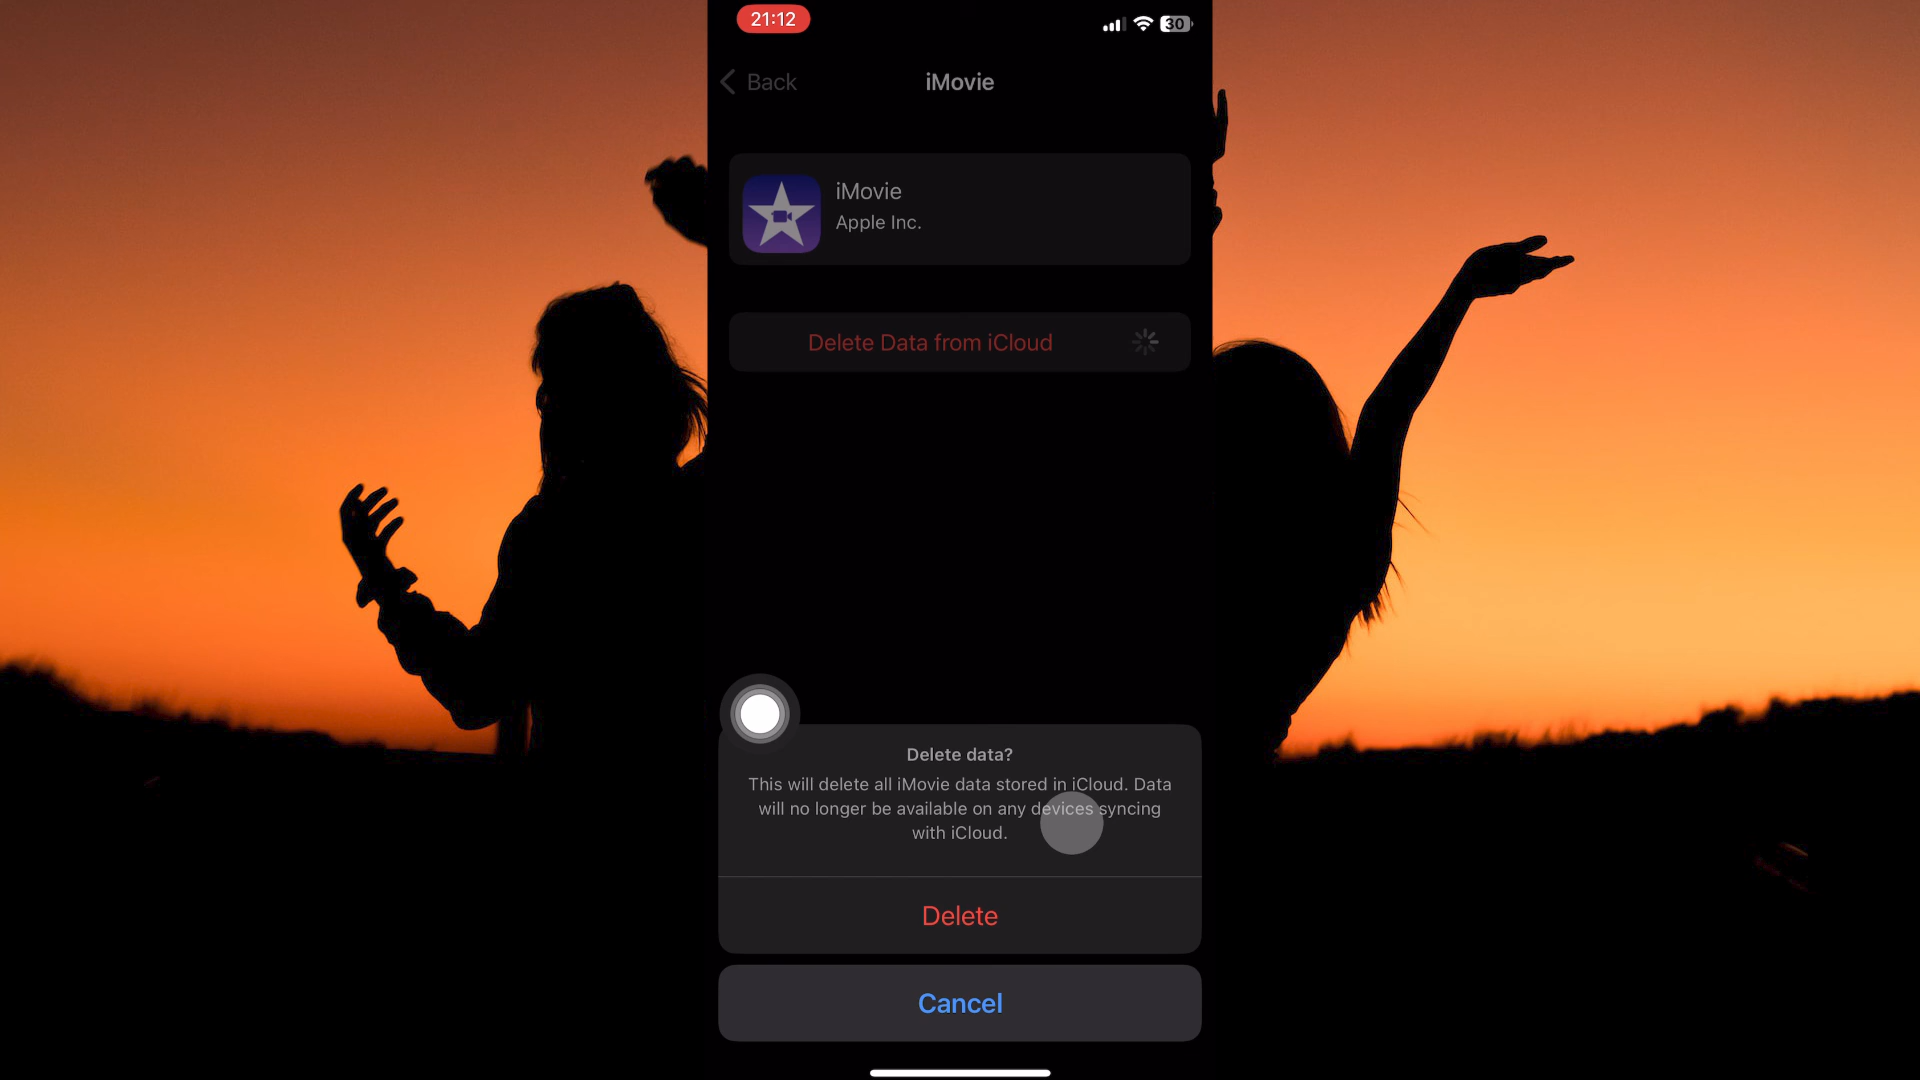 21:12
30
Back
iMovie
iMovie
Apple Inc.
Delete Data from iCloud
Delete data?
This will delete all iMovie data stored in iCloud. Data
will no longer be available on any devices syncing
with iCloud.
Delete
Cancel